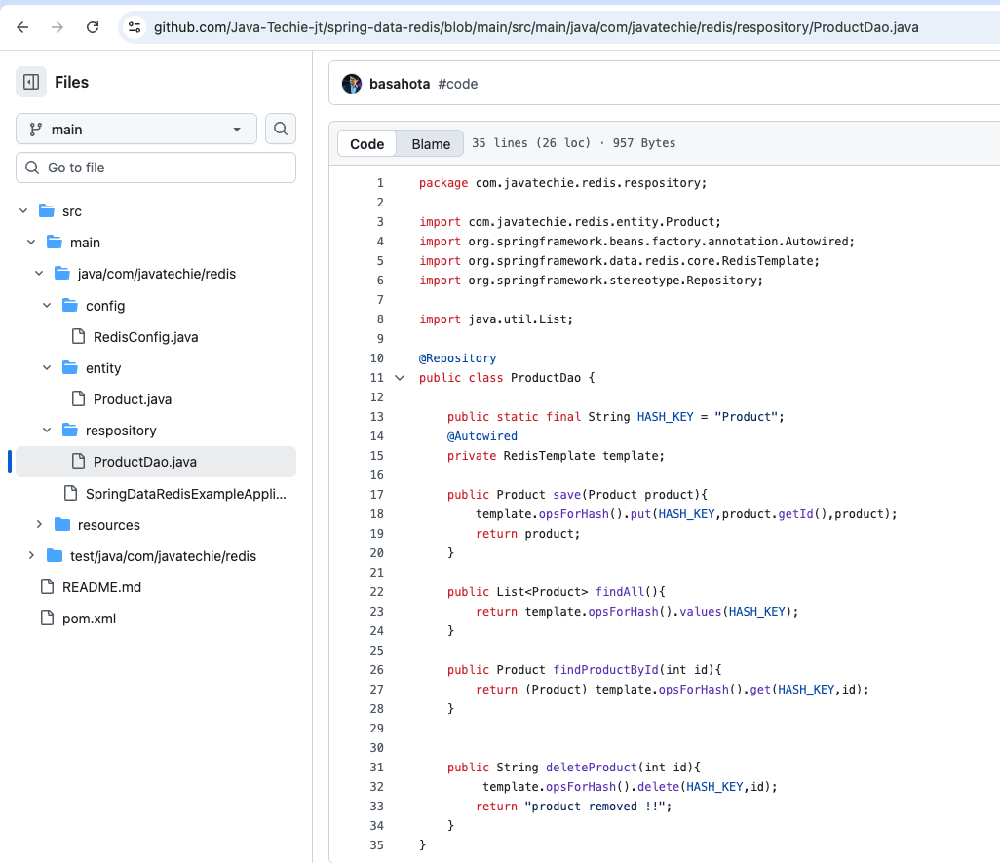 github.com/Java-Techie-jt/spring-data-redis/blob/main/src/main/java/com/javatechie/redis/respository/ProductDao.java
Files
main
Go to file
src
main
java/com/javatechie/redis
config
RedisConfig.java
entity
Product.java
respository
ProductDao.java
SpringDataRedisExampleAppli...
resources
test/java/com/javatechie/redis
README.md
pom.xml
basahota #code
Code Blame 35 lines (26 loc) · 957 Bytes
1 package com.javatechie.redis.respository;
2
3 import com.javatechie.redis.entity.Product;
4 import org.springframework.beans.factory.annotation.Autowired;
5 import org.springframework.data.redis.core.RedisTemplate;
6 import org.springframework.stereotype.Repository;
7
8 import java.util.List;
9
10 @Repository
11 public class ProductDao {
12
13 public static final String HASH_KEY = "Product";
14 @Autowired
15 private RedisTemplate template;
16
17 public Product save(Product product){
18 template.opsForHash().put(HASH_KEY,product.getId(),product);
19 return product;
20 }
21
22 public List<Product> findAll(){
23 return template.opsForHash().values(HASH_KEY);
24 }
25
26 public Product findProductById(int id){
27 return (Product) template.opsForHash().get(HASH_KEY,id);
28 }
29
30
31 public String deleteProduct(int id){
32 template.opsForHash().delete(HASH_KEY,id);
33 return "product removed !!";
34 }
35 }